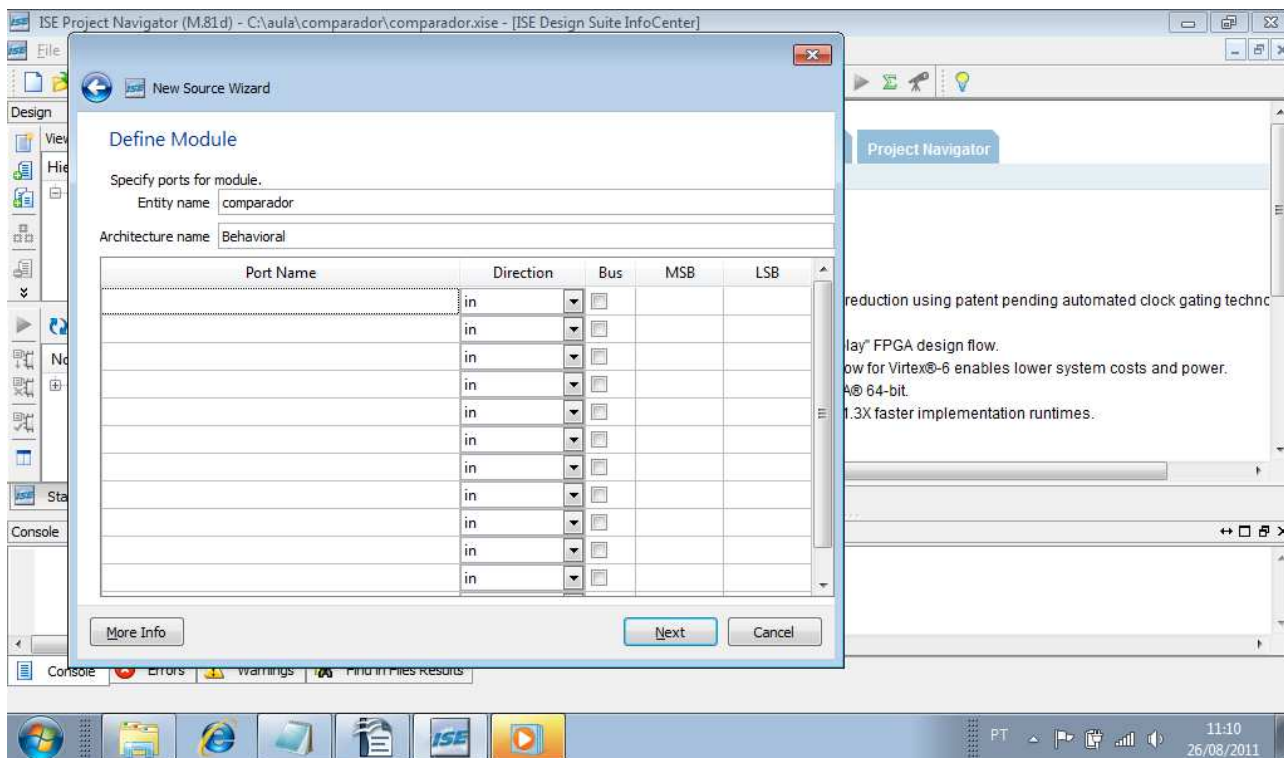 ISE Project Navigator (M.81d) - C:\aula\comparador\comparador.xise - [ISE Design Suite InfoCenter]
File
New Source Wizard
Design
View
Define Module
Project Navigator
Hie
Specify ports for module.
Entity name comparador
Architecture name Behavioral
Port Name Direction Bus MSB LSB
in
reduction using patent pending automated clock gating techno
in
lay" FPGA design flow.
in
No
ow for Virtex®-6 enables lower system costs and power.
in
A® 64-bit.
in
1.3X faster implementation runtimes.
in
in
in
Sta
in
Console
in
in
More Info Next Cancel
Console Errors Warnings Find in Files Results
ISE
PT
11:10
26/08/2011